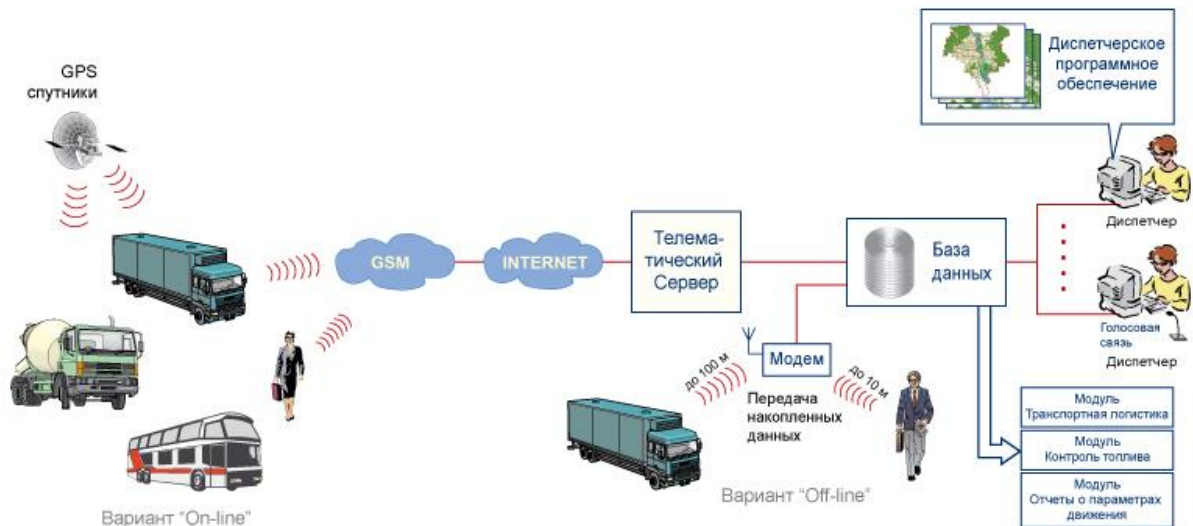 GPS
спутники
GSM
INTERNET
Телема-
тический
Сервер
База
данных
Диспетчерское
программное
обеспечение
Диспетчер
Голосовая
связь
Диспетчер
Модем
до 100 м
до 10 м
Передача
накопленных
данных
Вариант "On-line"
Вариант "Off-line"
Модуль
Транспортная логистика
Модуль
Контроль топлива
Модуль
Отчеты о параметрах
движения